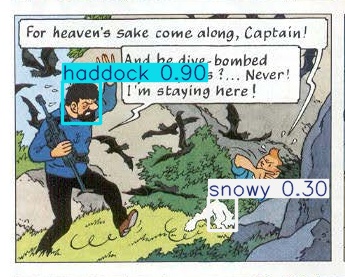 For heaven's sake come along, Captain!
And be dive-bombed
haddock 0.90 s ?... Never!
I'm staying here!
snowy 0.30